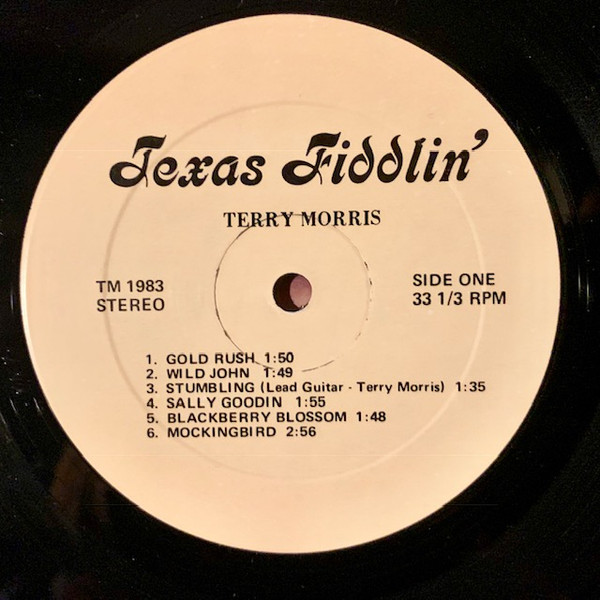 Texas Fiddlin'
TERRY MORRIS
TM 1983
STEREO
SIDE ONE
33 1/3 RPM
1. GOLD RUSH 1:50
2. WILD JOHN 1:49
3. STUMBLING (Lead Guitar - Terry Morris) 1:35
4. SALLY GOODIN 1:55
5. BLACKBERRY BLOSSOM 1:48
6. MOCKINGBIRD 2:56